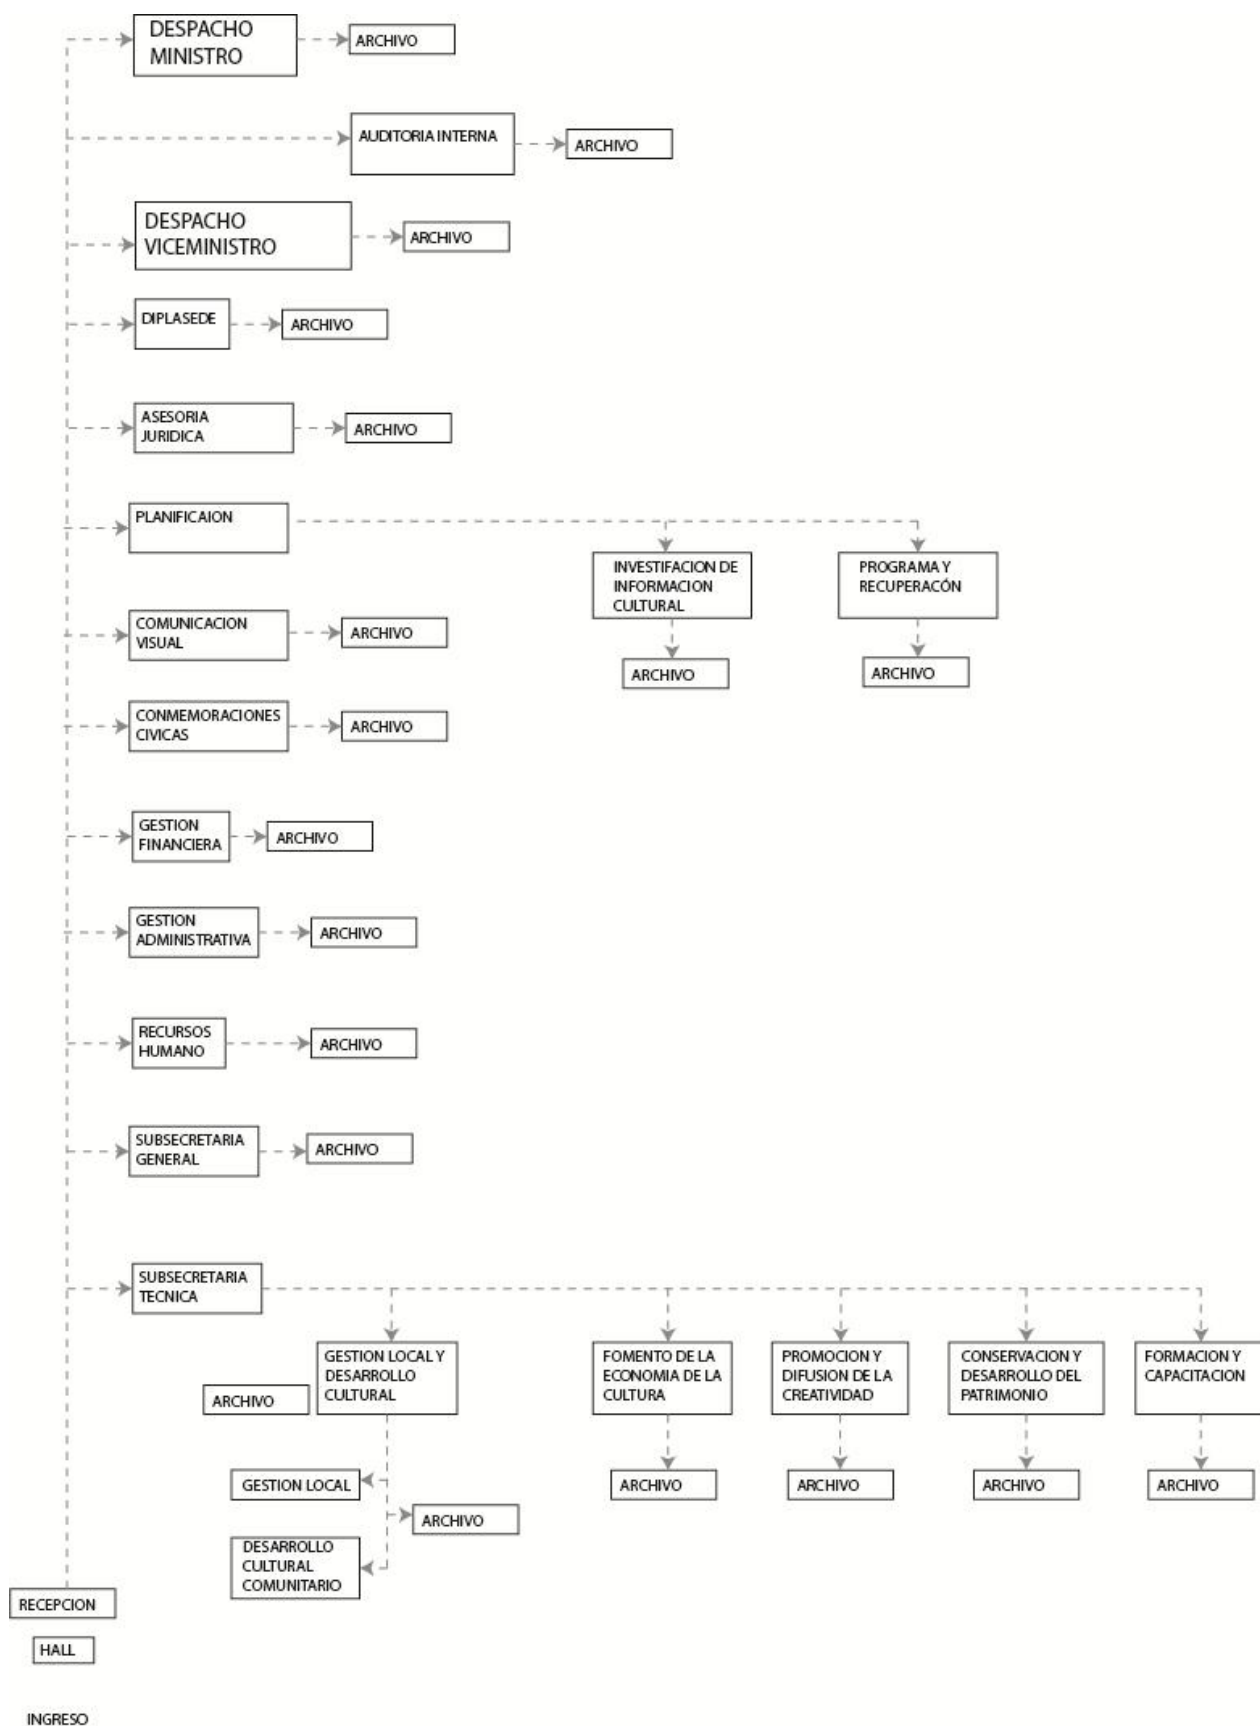 DESPACHO
MINISTRO
ARCHIVO
AUDITORIA INTERNA
ARCHIVO
DESPACHO
VICEMINISTRO
ARCHIVO
DIPLASEDE
ARCHIVO
ASESORIA
JURIDICA
ARCHIVO
PLANIFICAION
INVESTIFACION DE
INFORMACION
CULTURAL
ARCHIVO
PROGRAMA Y
RECUPERACÓN
ARCHIVO
COMUNICACION
VISUAL
ARCHIVO
CONMEMORACIONES
CIVICAS
ARCHIVO
GESTION
FINANCIERA
ARCHIVO
GESTION
ADMINISTRATIVA
ARCHIVO
RECURSOS
HUMANO
ARCHIVO
SUBSECRETARIA
GENERAL
ARCHIVO
SUBSECRETARIA
TECNICA
GESTION LOCAL Y
DESARROLLO
CULTURAL
ARCHIVO
GESTION LOCAL
ARCHIVO
DESARROLLO
CULTURAL
COMUNITARIO
FOMENTO DE LA
ECONOMIA DE LA
CULTURA
ARCHIVO
PROMOCION Y
DIFUSION DE LA
CREATIVIDAD
ARCHIVO
CONSERVACION Y
DESARROLLO DEL
PATRIMONIO
ARCHIVO
FORMACION Y
CAPACITACION
ARCHIVO
RECEPCION
HALL
INGRESO